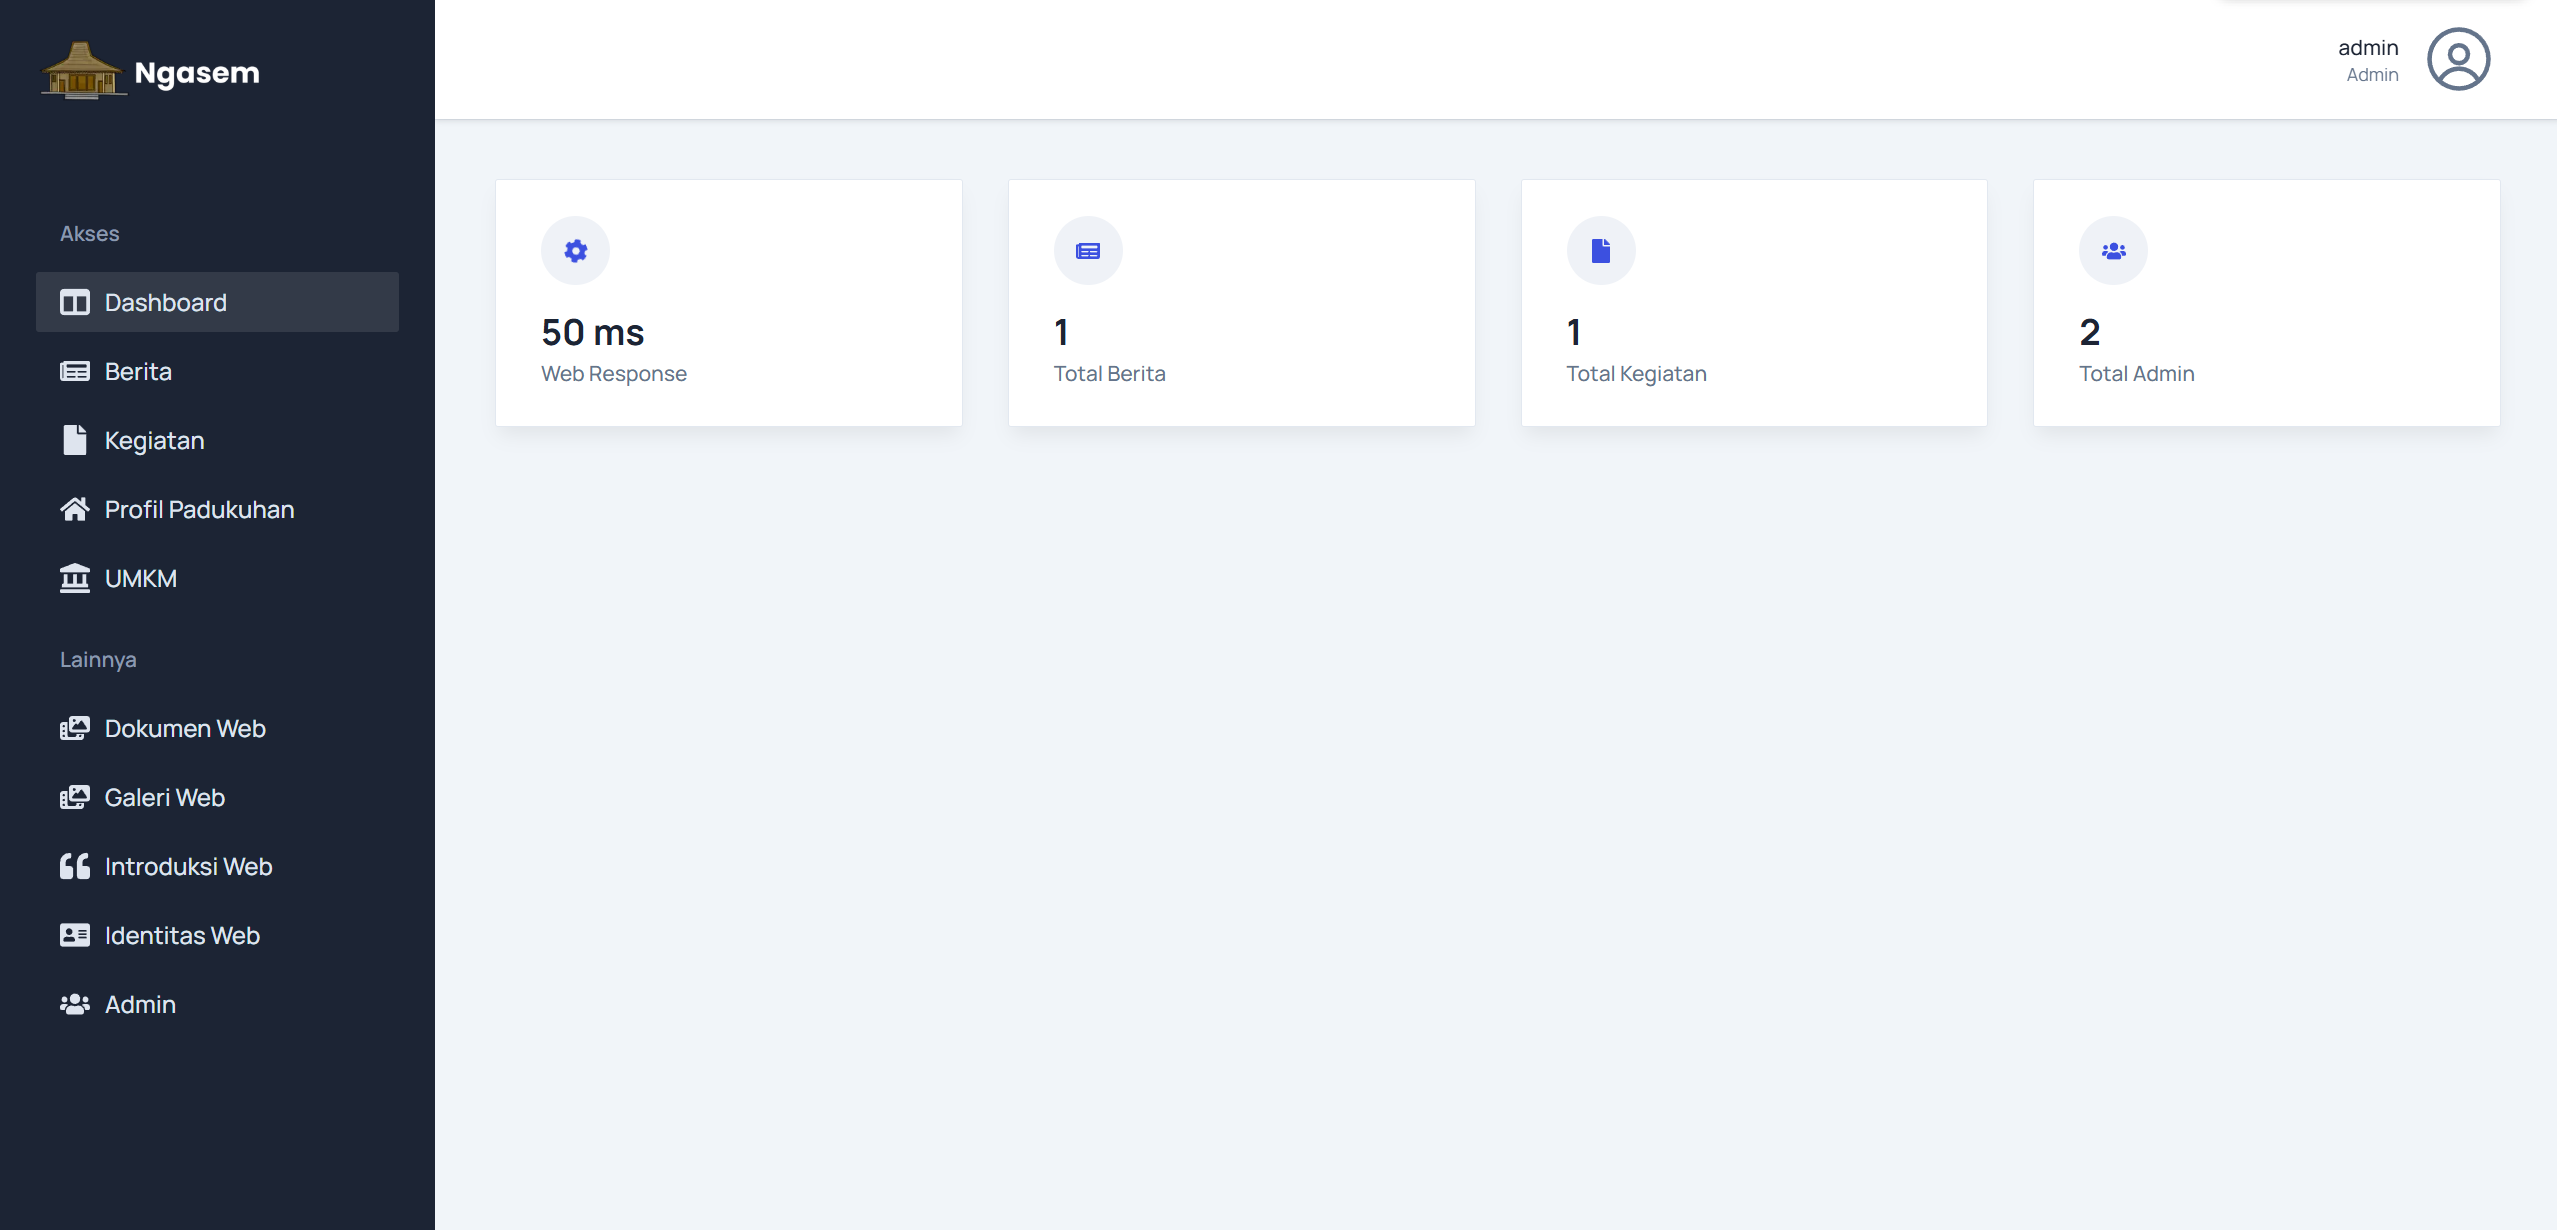 Ngasem
admin
Admin
Akses
Dashboard
Berita
Kegiatan
Profil Padukuhan
UMKM
Lainnya
Dokumen Web
Galeri Web
Introduksi Web
Identitas Web
Admin
50 ms
Web Response
1
Total Berita
1
Total Kegiatan
2
Total Admin